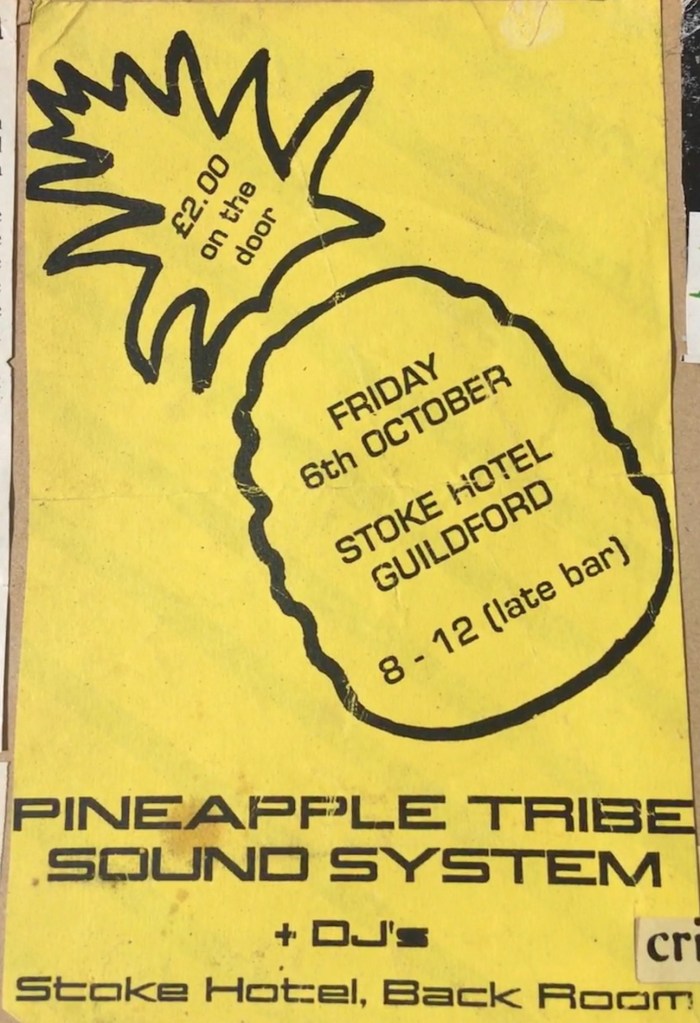 £2.00
on the
door
FRIDAY
6th OCTOBER
STOKE HOTEL
GUILDFORD
8 - 12 (late bar)
PINEAPPLE TRIBE
SOUND SYSTEM
+ DJ's
cri
Stoke Hotel, Back Room